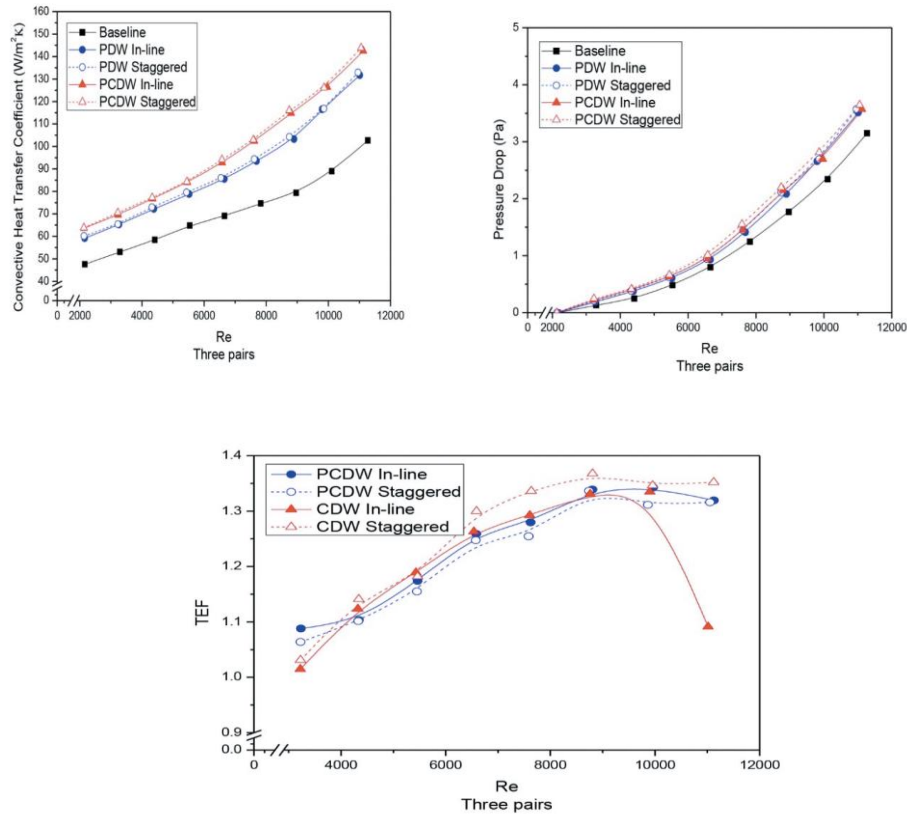 Convective Heat Transfer Coefficient (W/m²K)
160
150
140
130
120
110
100
90
80
70
60
50
40
0
Baseline
PDW In-line
PDW Staggered
PCDW In-line
PCDW Staggered
0 2000 4000 6000 8000 10000 12000
Re
Three pairs
Pressure Drop (Pa)
5
4
3
2
1
0
Baseline
PDW In-line
PDW Staggered
PCDW In-line
PCDW Staggered
0 2000 4000 6000 8000 10000 12000
Re
Three pairs
TEF
1.4
1.3
1.2
1.1
1.0
0.9
0.0
PCDW In-line
PCDW Staggered
CDW In-line
CDW Staggered
0 4000 6000 8000 10000 12000
Re
Three pairs